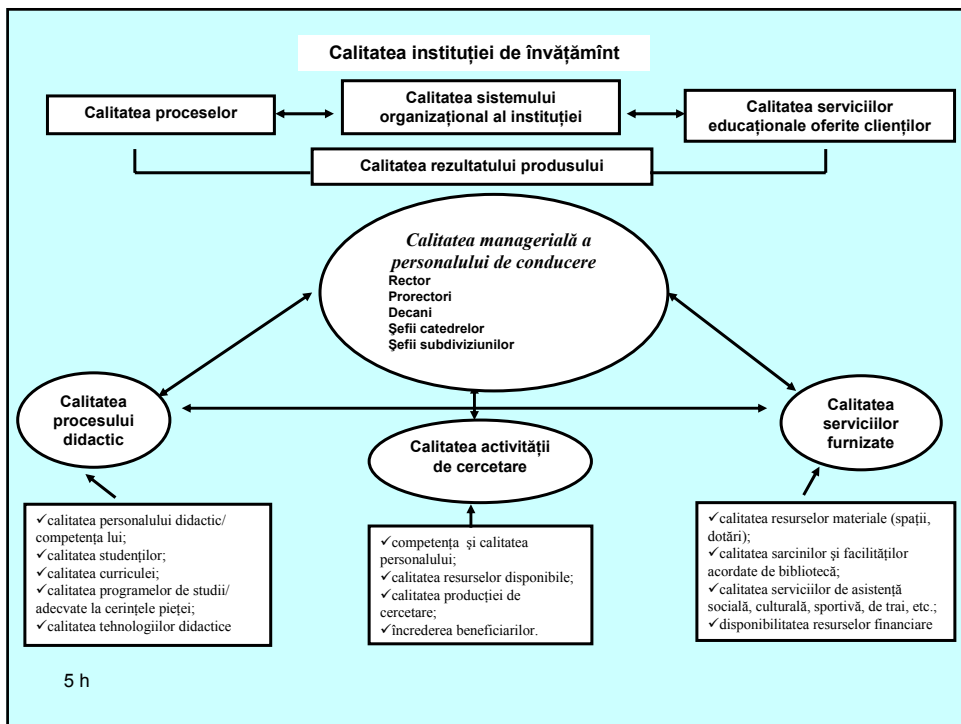 Calitatea instituției de învățămînt
Calitatea proceselor
Calitatea sistemului
organizațional al instituției
Calitatea serviciilor
educaționale oferite clienților
Calitatea rezultatului produsului
Calitatea managerială a
personalului de conducere
Rector
Prorectori
Decani
Şefii catedrelor
Şefii subdiviziunilor
Calitatea
procesului
didactic
Calitatea activității
de cercetare
Calitatea
serviciilor
furnizate
✓calitatea personalului didactic/
competența lui;
✓calitatea studenților;
✓calitatea curriculei;
✓calitatea programelor de studii/
adecvate la cerințele pieței;
✓calitatea tehnologiilor didactice
✓competența și calitatea
personalului;
✓calitatea resurselor disponibile;
✓calitatea producției de
cercetare;
✓încrederea beneficiarilor.
✓calitatea resurselor materiale (spații,
dotări);
✓calitatea sarcinilor și facilităților
acordate de bibliotecă;
✓calitatea serviciilor de asistență
socială, culturală, sportivă, de trai, etc.;
✓disponibilitatea resurselor financiare
5 h